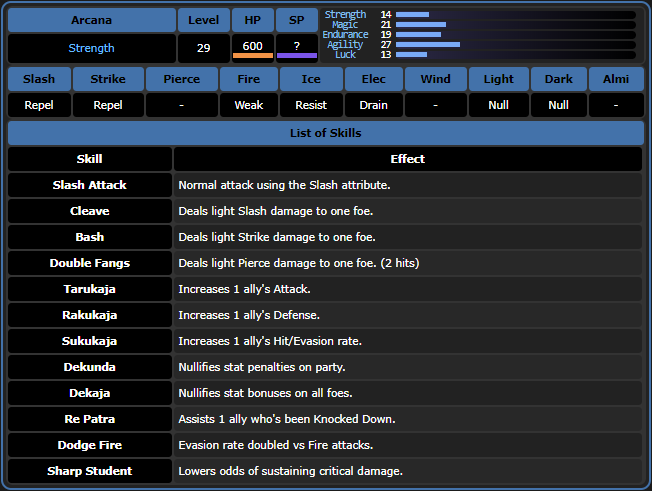 Arcana Level HP SP
Strength 29 600 ?
Strength 14
Magic 21
Endurance 19
Agility 27
Luck 13
Slash Strike Pierce Fire Ice Elec Wind Light Dark Almi
Repel Repel - Weak Resist Drain - Null Null -
List of Skills
Skill Effect
Slash Attack Normal attack using the Slash attribute.
Cleave Deals light Slash damage to one foe.
Bash Deals light Strike damage to one foe.
Double Fangs Deals light Pierce damage to one foe. (2 hits)
Tarukaja Increases 1 ally's Attack.
Rakukaja Increases 1 ally's Defense.
Sukukaja Increases 1 ally's Hit/Evasion rate.
Dekunda Nullifies stat penalties on party.
Dekaja Nullifies stat bonuses on all foes.
Re Patra Assists 1 ally who's been Knocked Down.
Dodge Fire Evasion rate doubled vs Fire attacks.
Sharp Student Lowers odds of sustaining critical damage.